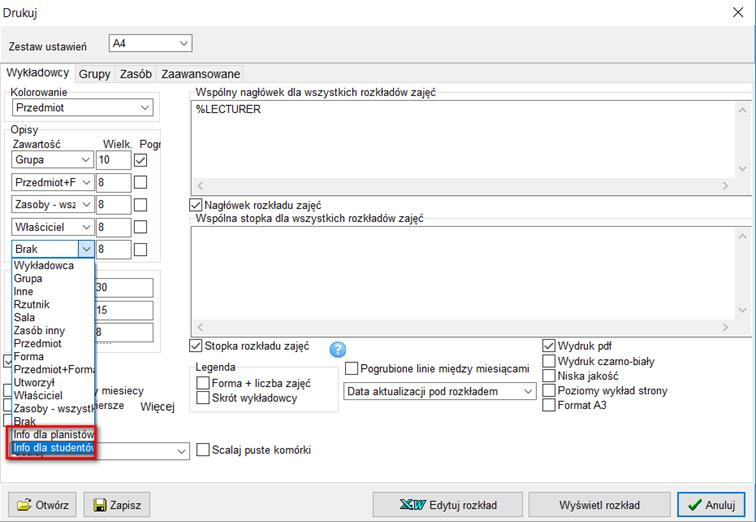 Drukuj
Zestaw ustawień A4
Wykładowcy Grupy Zasób Zaawansowane
Kolorowanie
Przedmiot
Opisy
Zawartość Wielk. Pogr
Grupa 10
Przedmiot+F 8
Zasoby - wsz 8
Właściciel 8
Brak 8
Wykładowca
Grupa
Inne
Rzutnik
Sala
Zasób inny
Przedmiot
Forma
Przedmiot+Forma
Utworzył
Właściciel
Zasoby - wszystk
Brak
Info dla planistów
Info dla studentów
30
15
8
y miesięcy
iersze Więcej
Wspólny nagłówek dla wszystkich rozkładów zajęć
%LECTURER
Nagłówek rozkładu zajęć
Wspólna stopka dla wszystkich rozkładów zajęć
Stopka rozkładu zajęć ?
Legenda
Forma + liczba zajęć
Skrót wykładowcy
Pogrubione linie między miesiącami
Data aktualizacji pod rozkładem
Wydruk pdf
Wydruk czarno-biały
Niska jakość
Poziomy wykład strony
Format A3
Scalaj puste komórki
Otwórz Zapisz Edytuj rozkład Wyświetl rozkład Anuluj